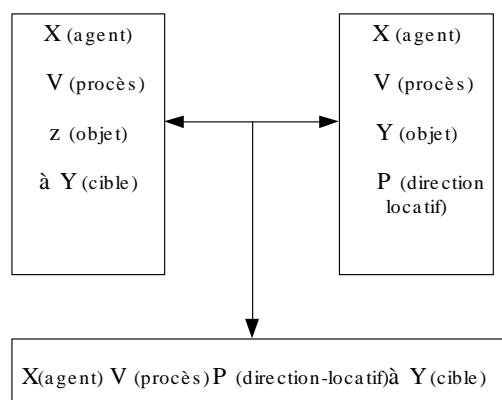 X (agent)
V (procès)
z (objet)
à Y (cible)
X (agent)
V (procès)
Y (objet)
P (direction
locatif)
X(agent) V (procès) P (direction-locatif)à Y (cible)